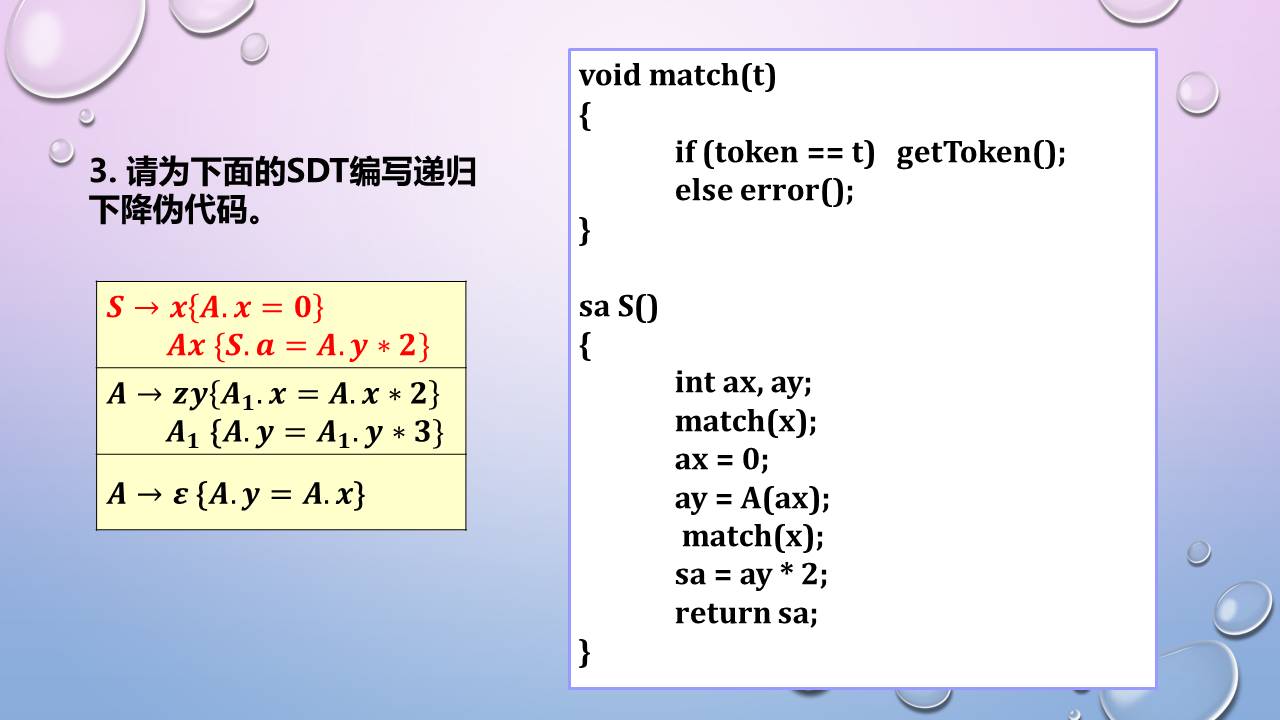 3. 请为下面的SDT编写递归
下降伪代码。
S → x{A.x = 0}
Ax {S.a = A.y * 2}
A → zy{A₁.x = A.x * 2}
A₁ {A.y = A₁.y * 3}
A → ε {A.y = A.x}
void match(t)
{
if (token == t) getToken();
else error();
}
sa S()
{
int ax, ay;
match(x);
ax = 0;
ay = A(ax);
match(x);
sa = ay * 2;
return sa;
}